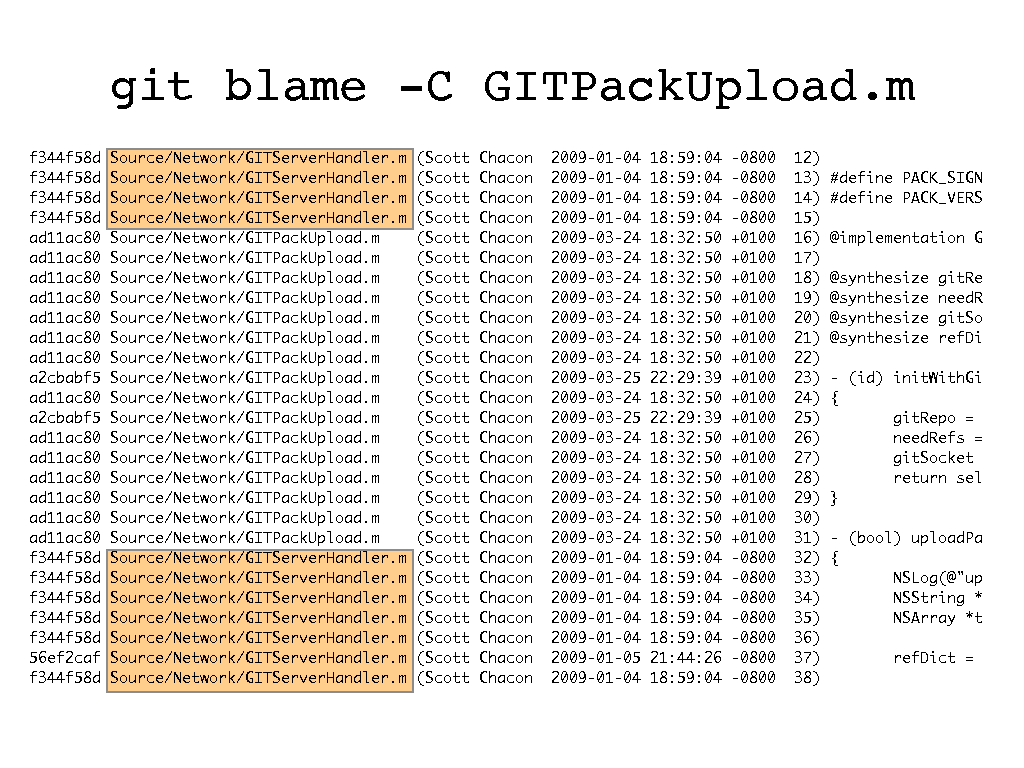 git blame -C GITPackUpload.m
f344f58d Source/Network/GITServerHandler.m (Scott Chacon  2009-01-04 18:59:04 -0800  12)
f344f58d Source/Network/GITServerHandler.m (Scott Chacon  2009-01-04 18:59:04 -0800  13) #define PACK_SIGN
f344f58d Source/Network/GITServerHandler.m (Scott Chacon  2009-01-04 18:59:04 -0800  14) #define PACK_VERS
f344f58d Source/Network/GITServerHandler.m (Scott Chacon  2009-01-04 18:59:04 -0800  15)
ad11ac80 Source/Network/GITPackUpload.m    (Scott Chacon  2009-03-24 18:32:50 +0100  16) @implementation G
ad11ac80 Source/Network/GITPackUpload.m    (Scott Chacon  2009-03-24 18:32:50 +0100  17)
ad11ac80 Source/Network/GITPackUpload.m    (Scott Chacon  2009-03-24 18:32:50 +0100  18) @synthesize gitRe
ad11ac80 Source/Network/GITPackUpload.m    (Scott Chacon  2009-03-24 18:32:50 +0100  19) @synthesize needR
ad11ac80 Source/Network/GITPackUpload.m    (Scott Chacon  2009-03-24 18:32:50 +0100  20) @synthesize gitSo
ad11ac80 Source/Network/GITPackUpload.m    (Scott Chacon  2009-03-24 18:32:50 +0100  21) @synthesize refDi
ad11ac80 Source/Network/GITPackUpload.m    (Scott Chacon  2009-03-24 18:32:50 +0100  22)
a2cbabf5 Source/Network/GITPackUpload.m    (Scott Chacon  2009-03-25 22:29:39 +0100  23) - (id) initWithGi
ad11ac80 Source/Network/GITPackUpload.m    (Scott Chacon  2009-03-24 18:32:50 +0100  24) {
a2cbabf5 Source/Network/GITPackUpload.m    (Scott Chacon  2009-03-25 22:29:39 +0100  25)        gitRepo =
ad11ac80 Source/Network/GITPackUpload.m    (Scott Chacon  2009-03-24 18:32:50 +0100  26)        needRefs =
ad11ac80 Source/Network/GITPackUpload.m    (Scott Chacon  2009-03-24 18:32:50 +0100  27)        gitSocket
ad11ac80 Source/Network/GITPackUpload.m    (Scott Chacon  2009-03-24 18:32:50 +0100  28)        return sel
ad11ac80 Source/Network/GITPackUpload.m    (Scott Chacon  2009-03-24 18:32:50 +0100  29) }
ad11ac80 Source/Network/GITPackUpload.m    (Scott Chacon  2009-03-24 18:32:50 +0100  30)
ad11ac80 Source/Network/GITPackUpload.m    (Scott Chacon  2009-03-24 18:32:50 +0100  31) - (bool) uploadPa
f344f58d Source/Network/GITServerHandler.m (Scott Chacon  2009-01-04 18:59:04 -0800  32) {
f344f58d Source/Network/GITServerHandler.m (Scott Chacon  2009-01-04 18:59:04 -0800  33)        NSLog(@"up
f344f58d Source/Network/GITServerHandler.m (Scott Chacon  2009-01-04 18:59:04 -0800  34)        NSString *
f344f58d Source/Network/GITServerHandler.m (Scott Chacon  2009-01-04 18:59:04 -0800  35)        NSArray *t
f344f58d Source/Network/GITServerHandler.m (Scott Chacon  2009-01-04 18:59:04 -0800  36)
56ef2caf Source/Network/GITServerHandler.m (Scott Chacon  2009-01-05 21:44:26 -0800  37)        refDict =
f344f58d Source/Network/GITServerHandler.m (Scott Chacon  2009-01-04 18:59:04 -0800  38)